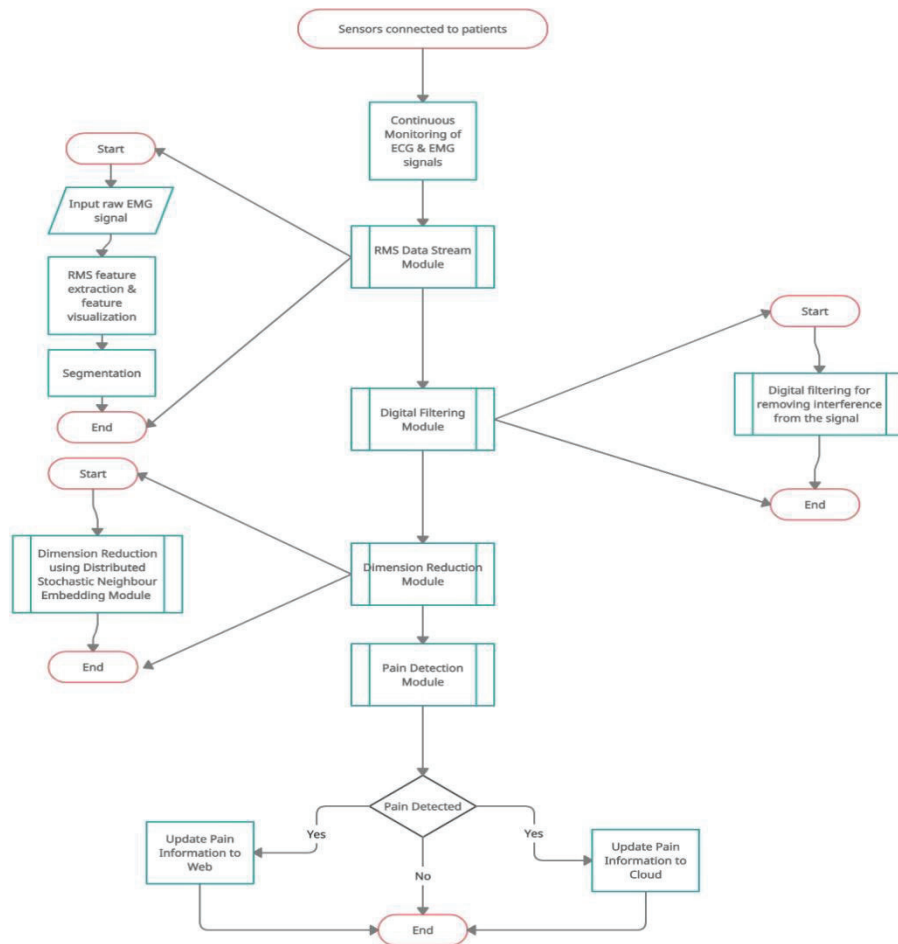 Sensors connected to patients
Continuous
Monitoring of
ECG & EMG
signals
Start
Input raw EMG
signal
RMS feature
extraction &
feature
visualization
Segmentation
End
RMS Data Stream
Module
Start
Digital filtering for
removing interference
from the signal
End
Digital Filtering
Module
Start
Dimension Reduction
using Distributed
Stochastic Neighbour
Embedding Module
End
Dimension Reduction
Module
Pain Detection
Module
Pain Detected
Yes
Yes
No
Update Pain
Information to
Web
Update Pain
Information to
Cloud
End